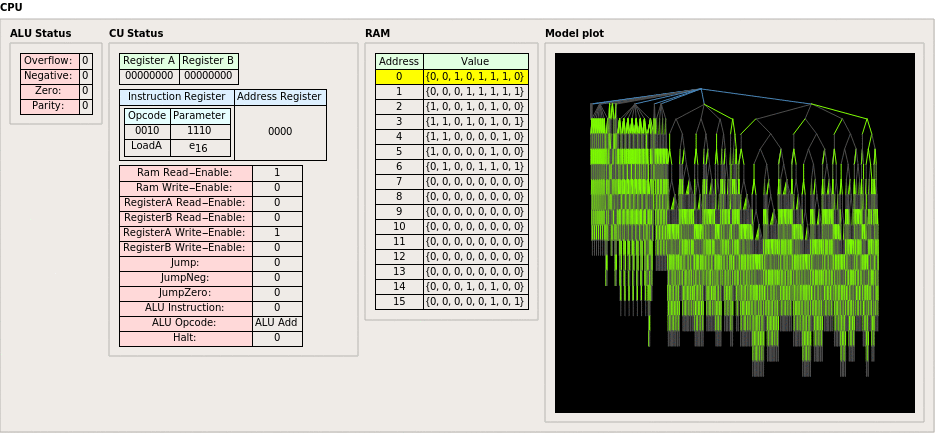 CPU
ALU Status
Overflow: 0
Negative: 0
Zero: 0
Parity: 0
CU Status
Register A Register B
00000000 00000000
Instruction Register Address Register
Opcode Parameter
0010 1110
LoadA e16
0000
Ram Read−Enable: 1
Ram Write−Enable: 0
RegisterA Read−Enable: 0
RegisterB Read−Enable: 0
RegisterA Write−Enable: 1
RegisterB Write−Enable: 0
Jump: 0
JumpNeg: 0
JumpZero: 0
ALU Instruction: 0
ALU Opcode: ALU Add
Halt: 0
RAM
Address Value
0 {0, 0, 1, 0, 1, 1, 1, 0}
1 {0, 0, 0, 1, 1, 1, 1, 1}
2 {1, 0, 0, 1, 0, 1, 0, 0}
3 {1, 1, 0, 1, 0, 1, 0, 1}
4 {1, 1, 0, 0, 0, 0, 1, 0}
5 {1, 0, 0, 0, 0, 1, 0, 0}
6 {0, 1, 0, 0, 1, 1, 0, 1}
7 {0, 0, 0, 0, 0, 0, 0, 0}
8 {0, 0, 0, 0, 0, 0, 0, 0}
9 {0, 0, 0, 0, 0, 0, 0, 0}
10 {0, 0, 0, 0, 0, 0, 0, 0}
11 {0, 0, 0, 0, 0, 0, 0, 0}
12 {0, 0, 0, 0, 0, 0, 0, 0}
13 {0, 0, 0, 0, 0, 0, 0, 0}
14 {0, 0, 0, 1, 0, 1, 0, 0}
15 {0, 0, 0, 0, 0, 1, 0, 1}
Model plot